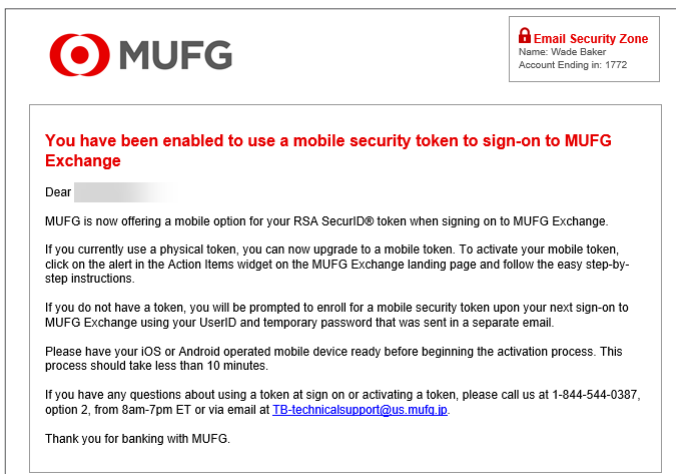 MUFG
Email Security Zone
Name: Wade Baker
Account Ending in: 1772
You have been enabled to use a mobile security token to sign-on to MUFG
Exchange
Dear
MUFG is now offering a mobile option for your RSA SecurID® token when signing on to MUFG Exchange.
If you currently use a physical token, you can now upgrade to a mobile token. To activate your mobile token,
click on the alert in the Action Items widget on the MUFG Exchange landing page and follow the easy step-by-
step instructions.
If you do not have a token, you will be prompted to enroll for a mobile security token upon your next sign-on to
MUFG Exchange using your UserID and temporary password that was sent in a separate email.
Please have your iOS or Android operated mobile device ready before beginning the activation process. This
process should take less than 10 minutes.
If you have any questions about using a token at sign on or activating a token, please call us at 1-844-544-0387,
option 2, from 8am-7pm ET or via email at TB-technicalsupport@us.mufg.jp.
Thank you for banking with MUFG.